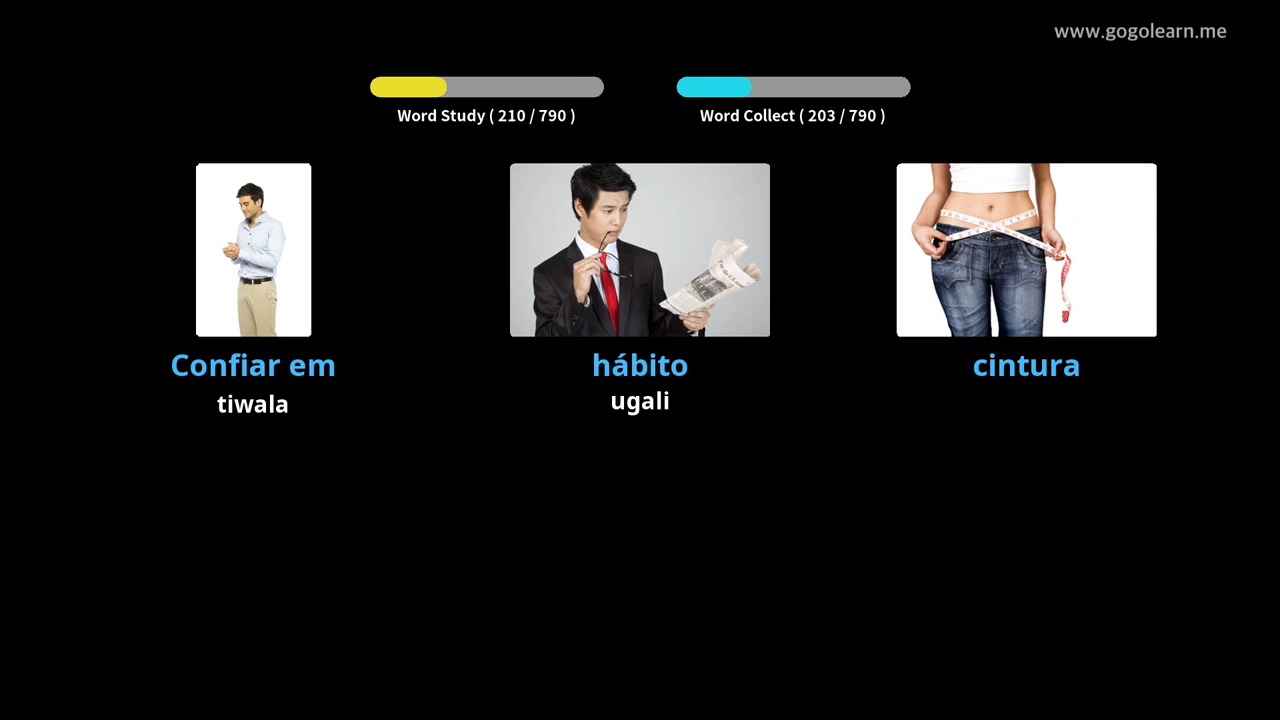 www.gogolearn.me
Word Study ( 210 / 790 )
Word Collect ( 203 / 790 )
Confiar em
tiwala
hábito
ugali
cintura